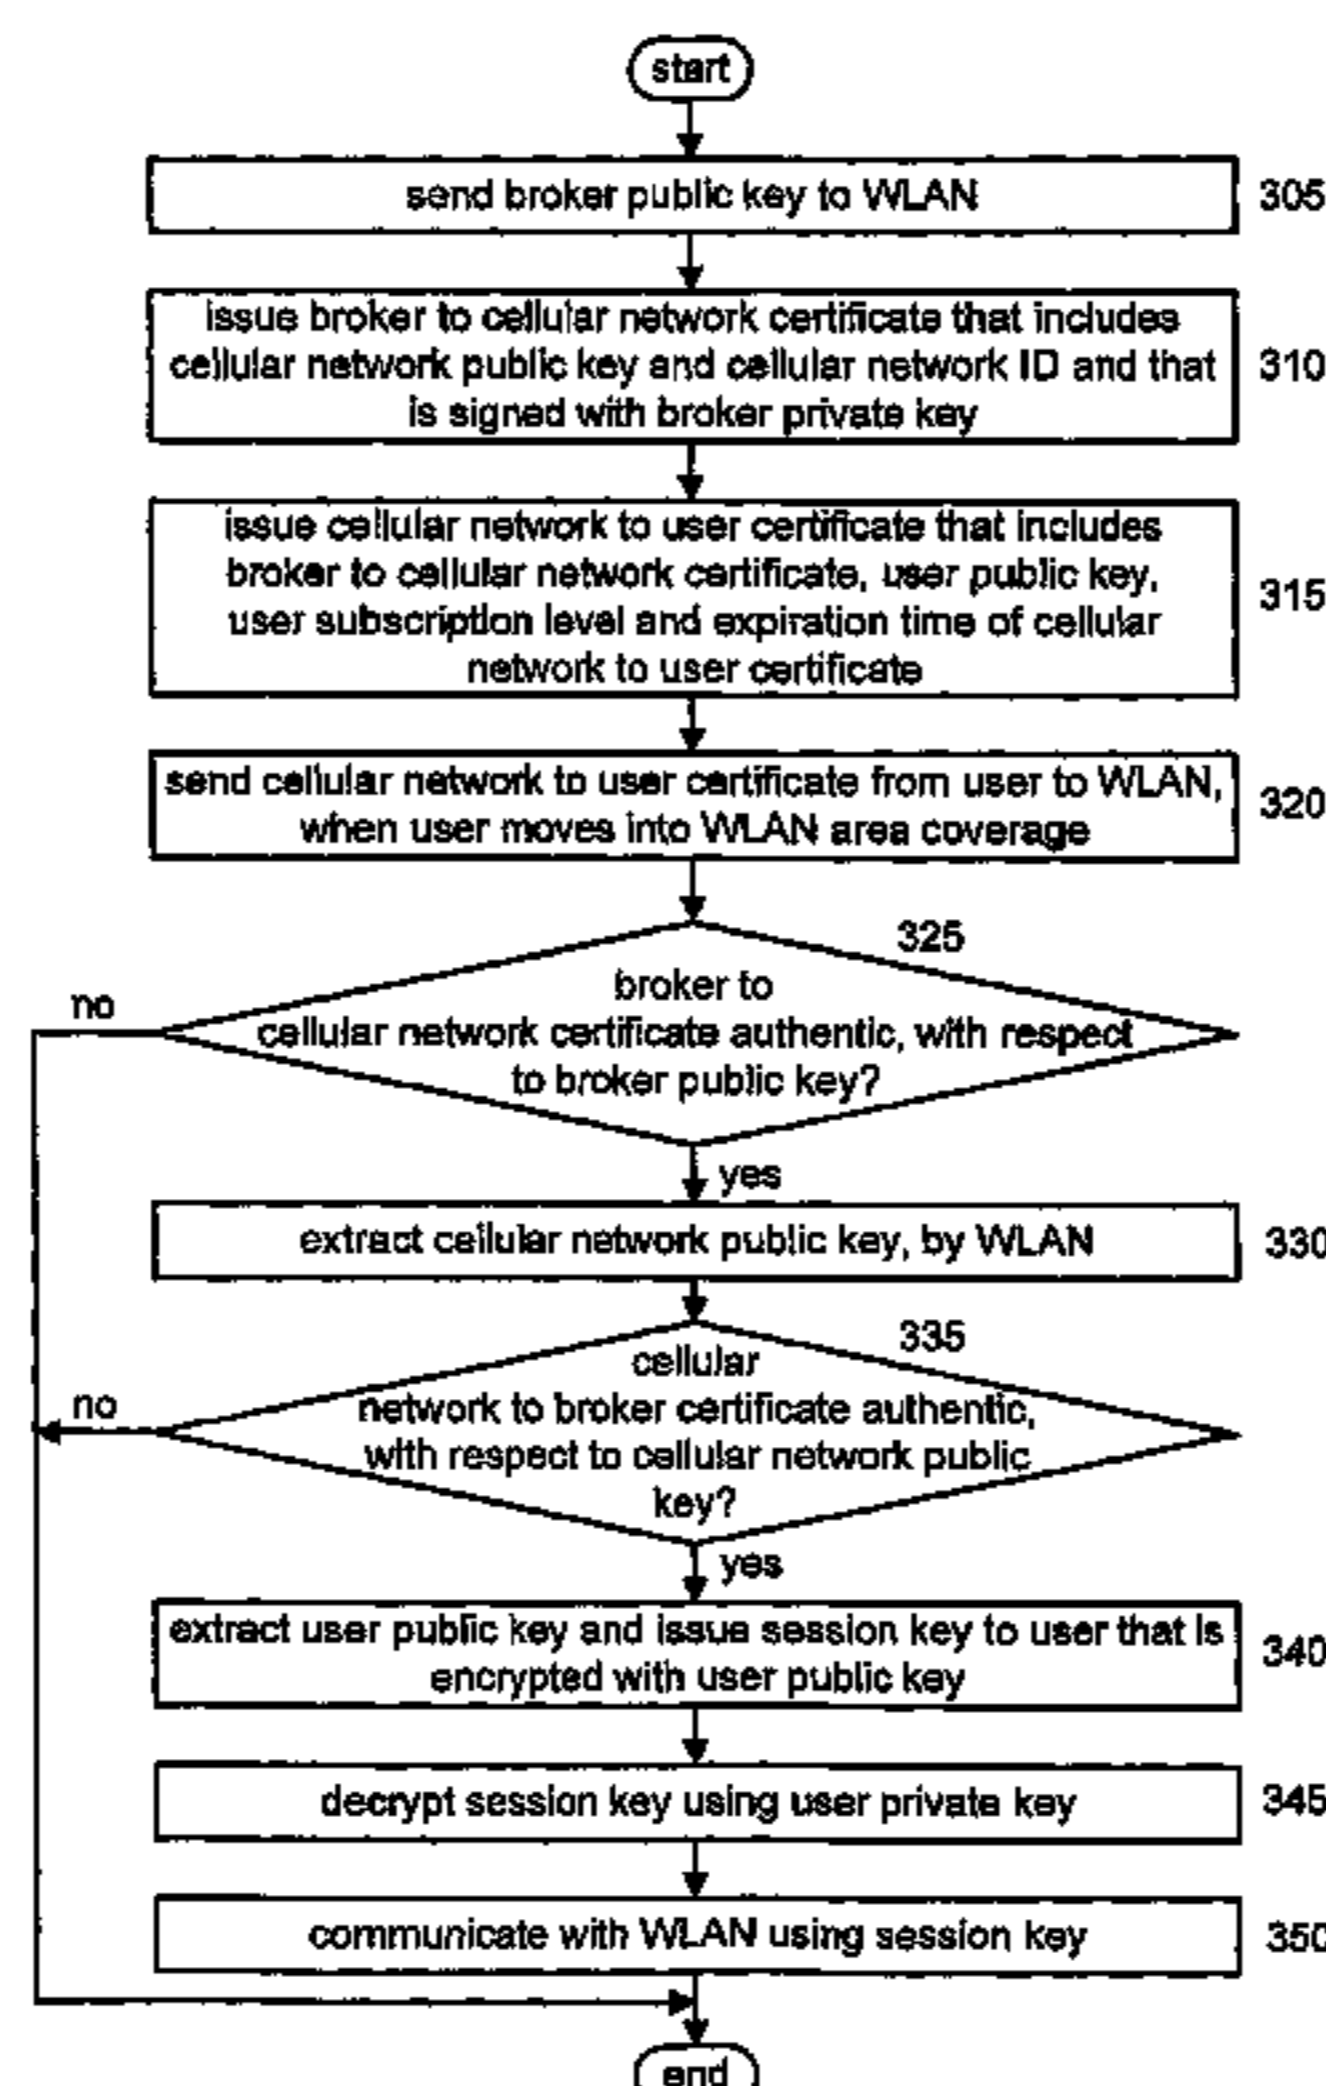 start
send broker public key to WLAN
305
issue broker to cellular network certificate that includes
cellular network public key and cellular network ID and that
is signed with broker private key
310
issue cellular network to user certificate that includes
broker to cellular network certificate, user public key,
user subscription level and expiration time of cellular
network to user certificate
315
send cellular network to user certificate from user to WLAN,
when user moves into WLAN area coverage
320
325
broker to
cellular network certificate authentic, with respect
to broker public key?
no
yes
extract cellular network public key, by WLAN
330
335
cellular
network to broker certificate authentic,
with respect to cellular network public
key?
no
yes
extract user public key and issue session key to user that is
encrypted with user public key
340
decrypt session key using user private key
345
communicate with WLAN using session key
350
end